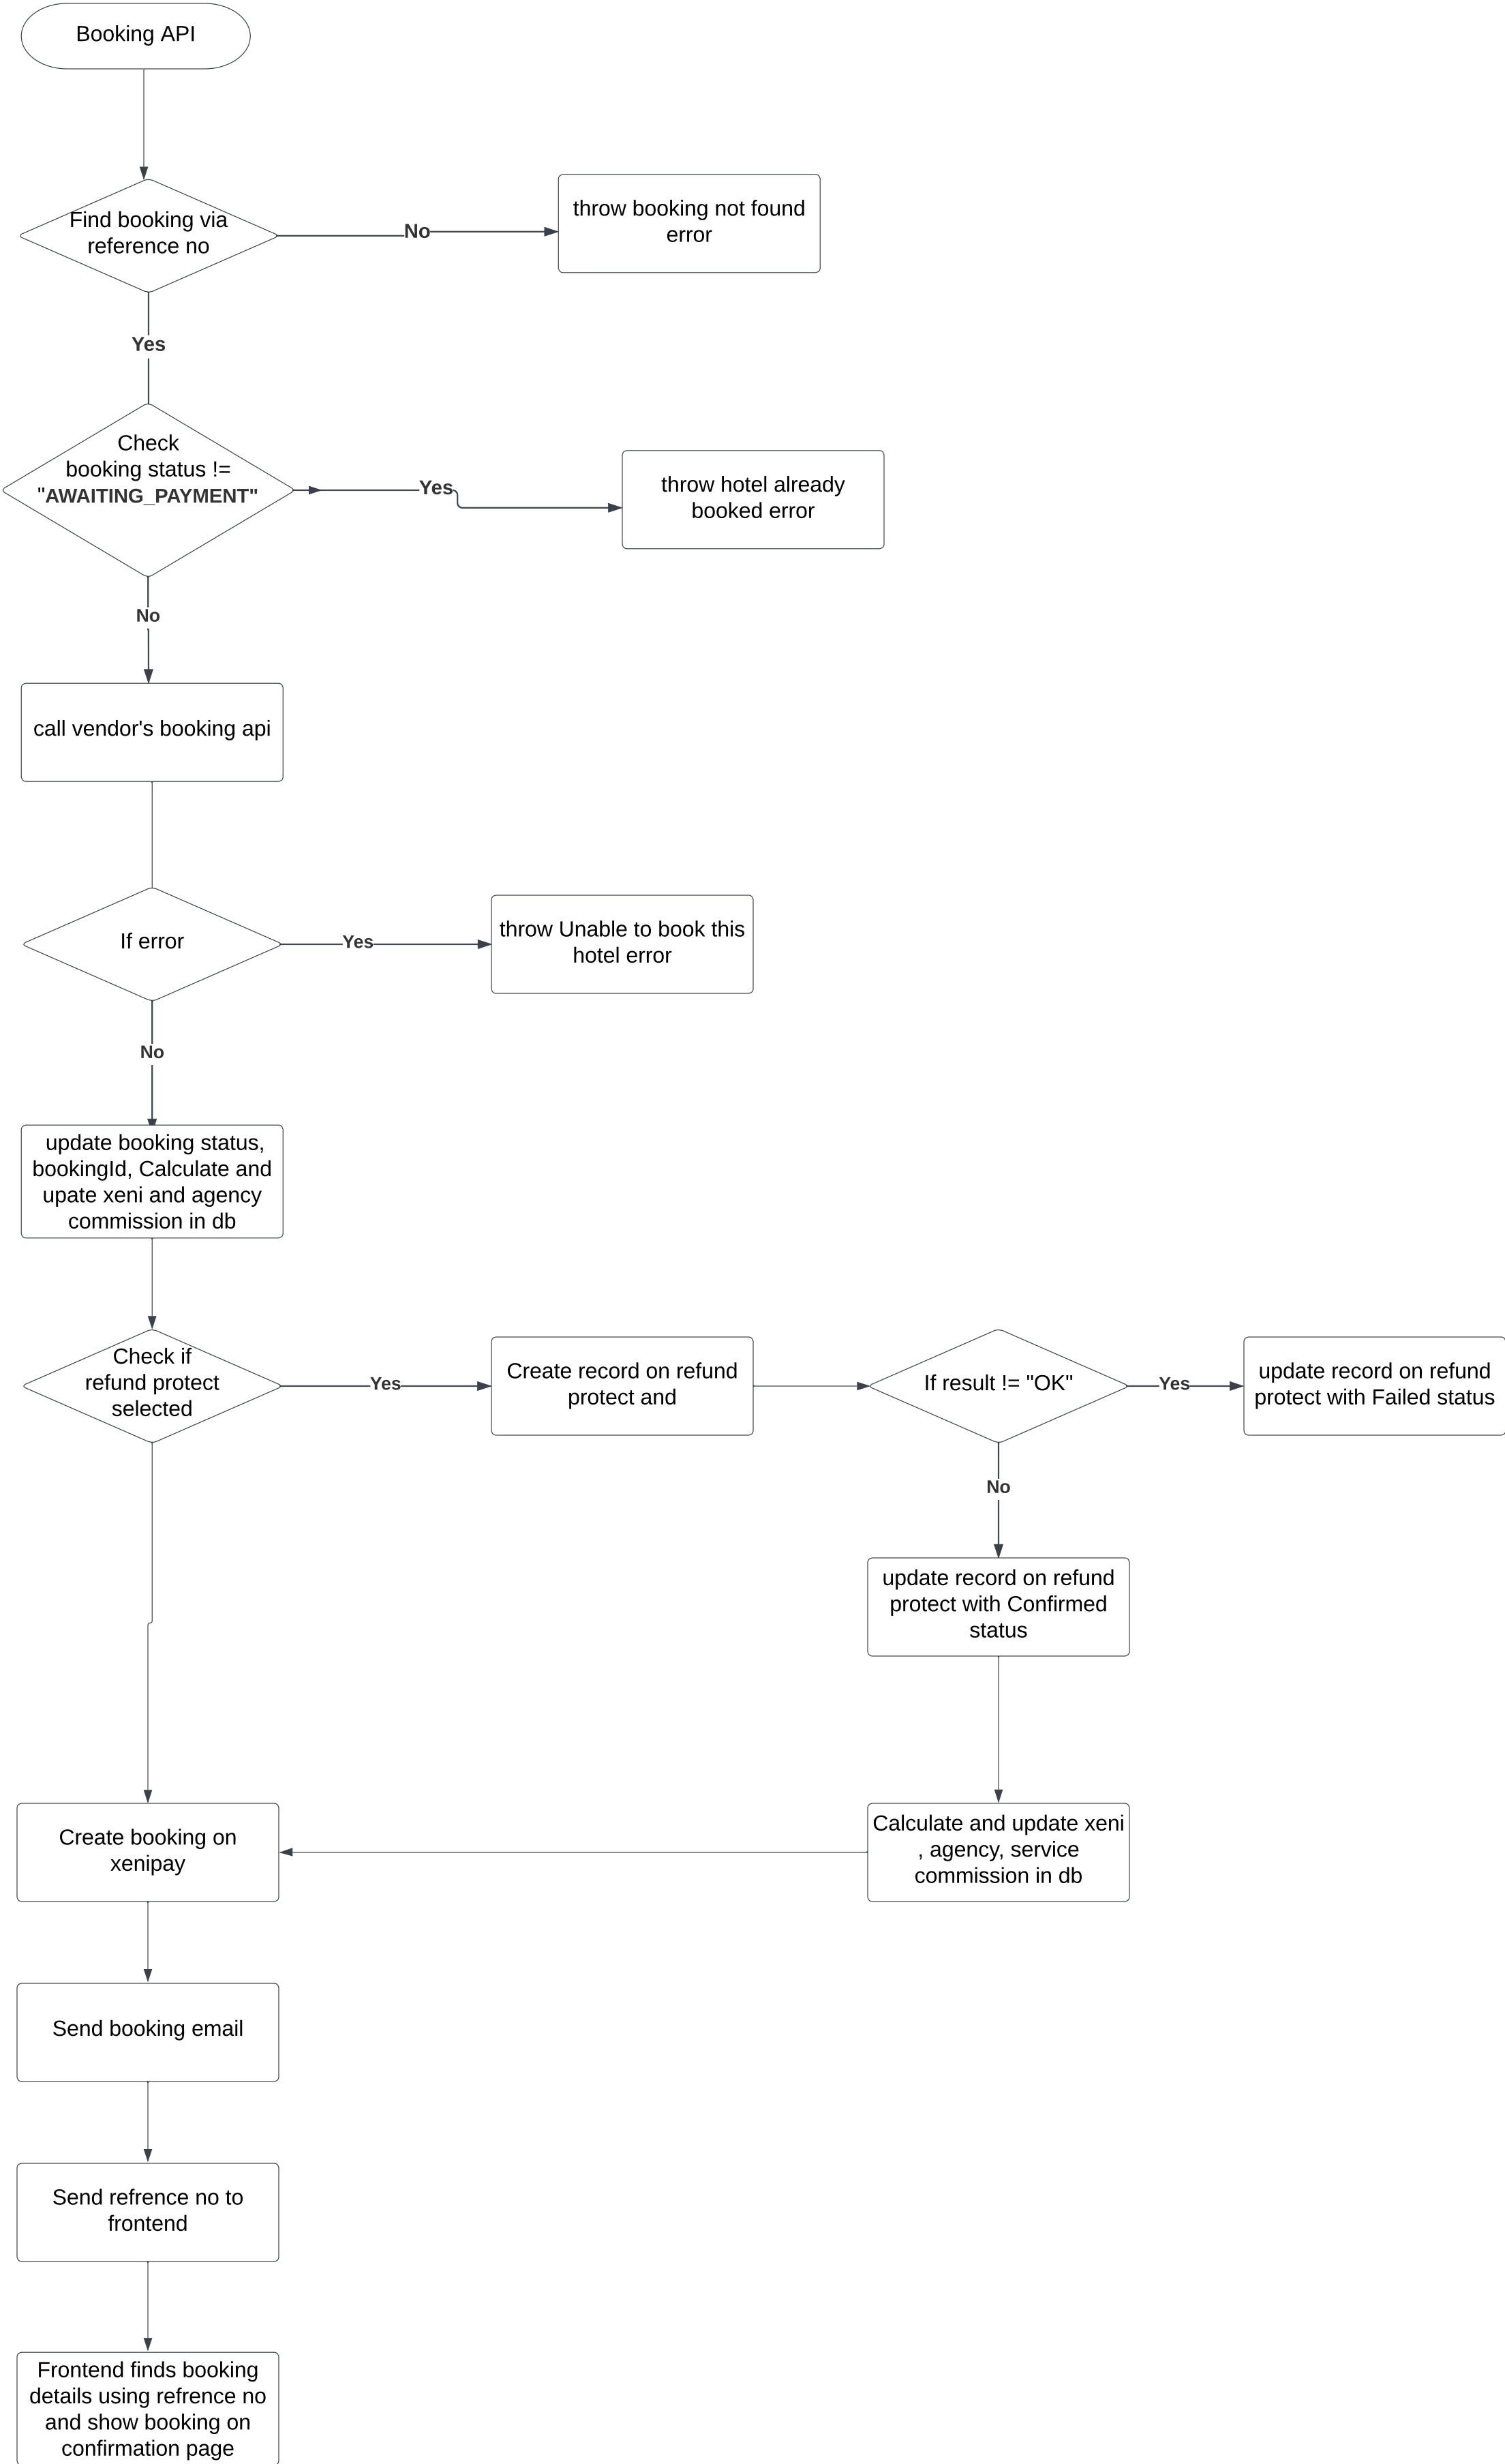 Booking API
Find booking via
reference no
No
throw booking not found
error
Yes
Check
booking status !=
"AWAITING_PAYMENT"
Yes
throw hotel already
booked error
No
call vendor's booking api
If error
Yes
throw Unable to book this
hotel error
No
update booking status,
bookingId, Calculate and
upate xeni and agency
commission in db
Check if
refund protect
selected
Yes
Create record on refund
protect and
If result != "OK"
Yes
update record on refund
protect with Failed status
No
update record on refund
protect with Confirmed
status
Create booking on
xenipay
Calculate and update xeni
, agency, service
commission in db
Send booking email
Send refrence no to
frontend
Frontend finds booking
details using refrence no
and show booking on
confirmation page